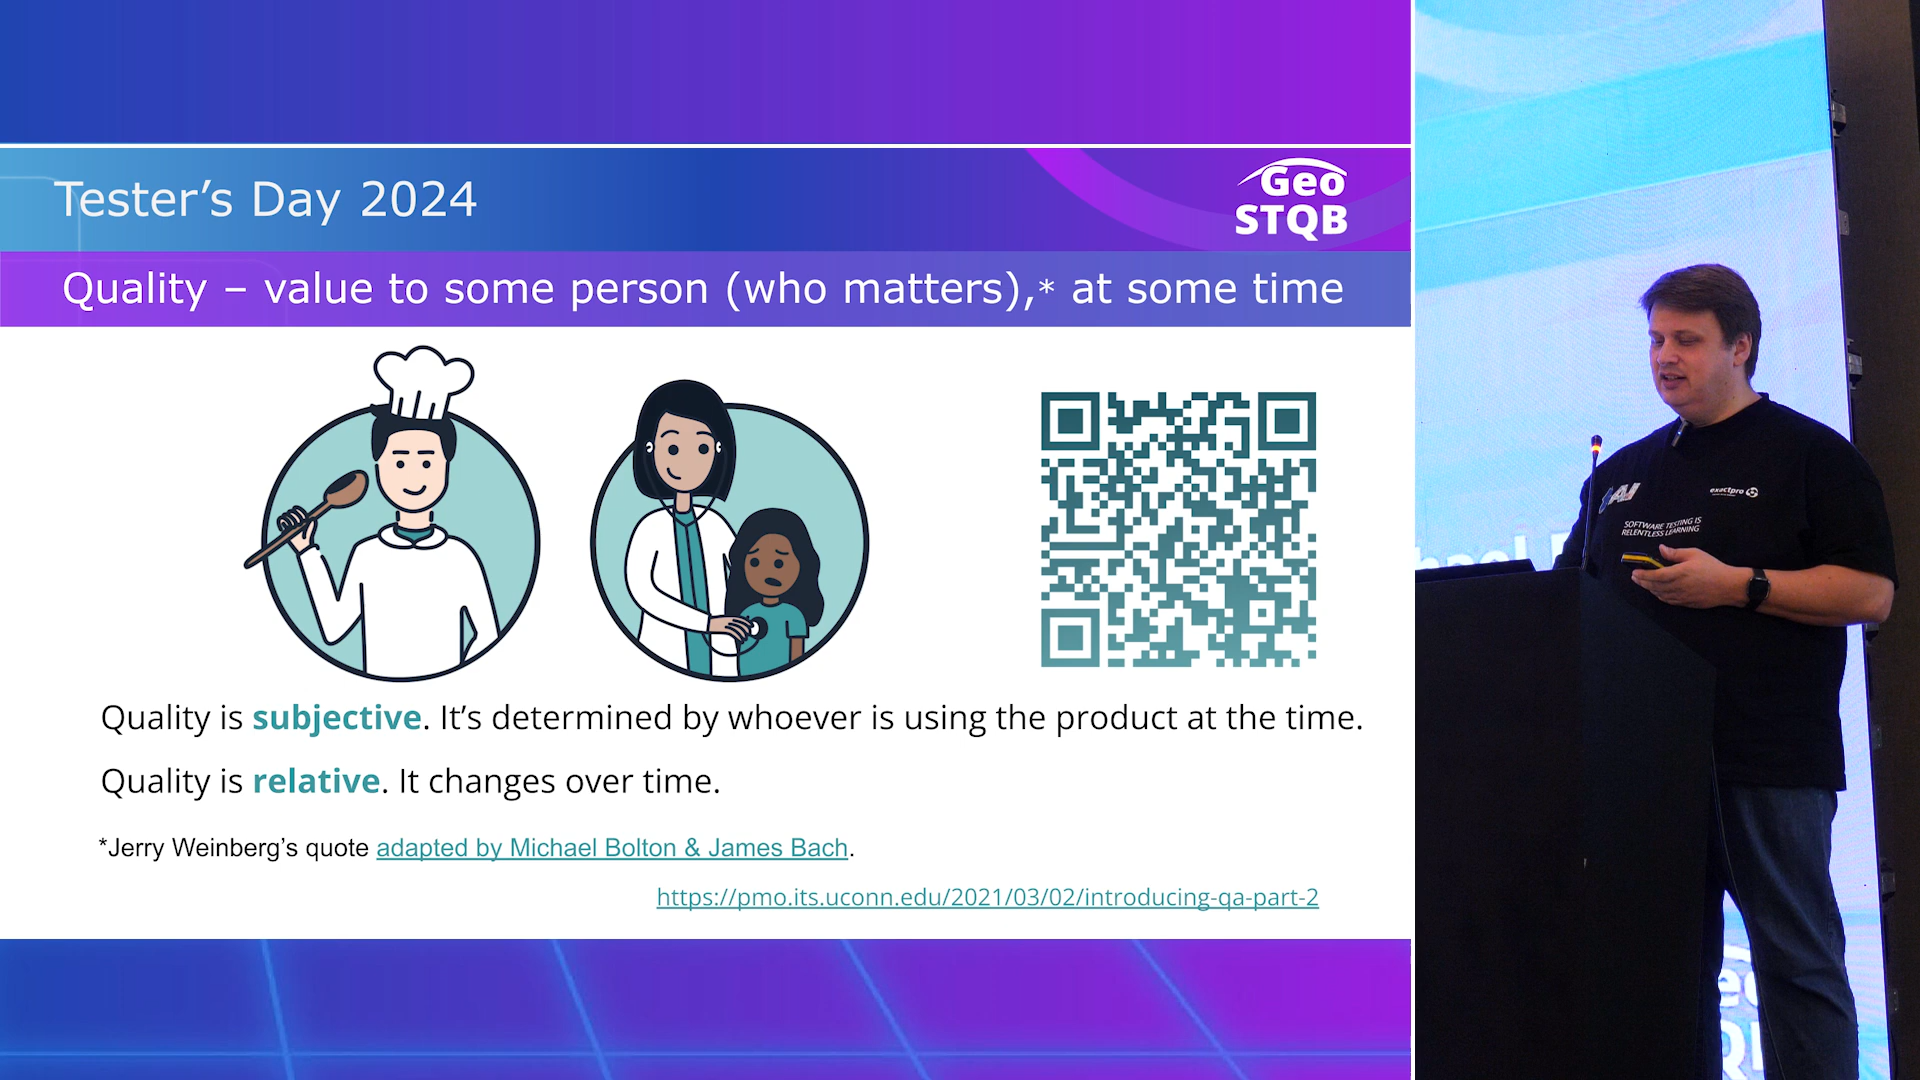 Tester’s Day 2024
Geo
STQB
Quality – value to some person (who matters),* at some time
Quality is subjective. It’s determined by whoever is using the product at the time.
Quality is relative. It changes over time.
*Jerry Weinberg’s quote adapted by Michael Bolton & James Bach.
https://pmo.its.uconn.edu/2021/03/02/introducing-qa-part-2
AI
exactpro
SOFTWARE TESTING IS
RELENTLESS LEARNING